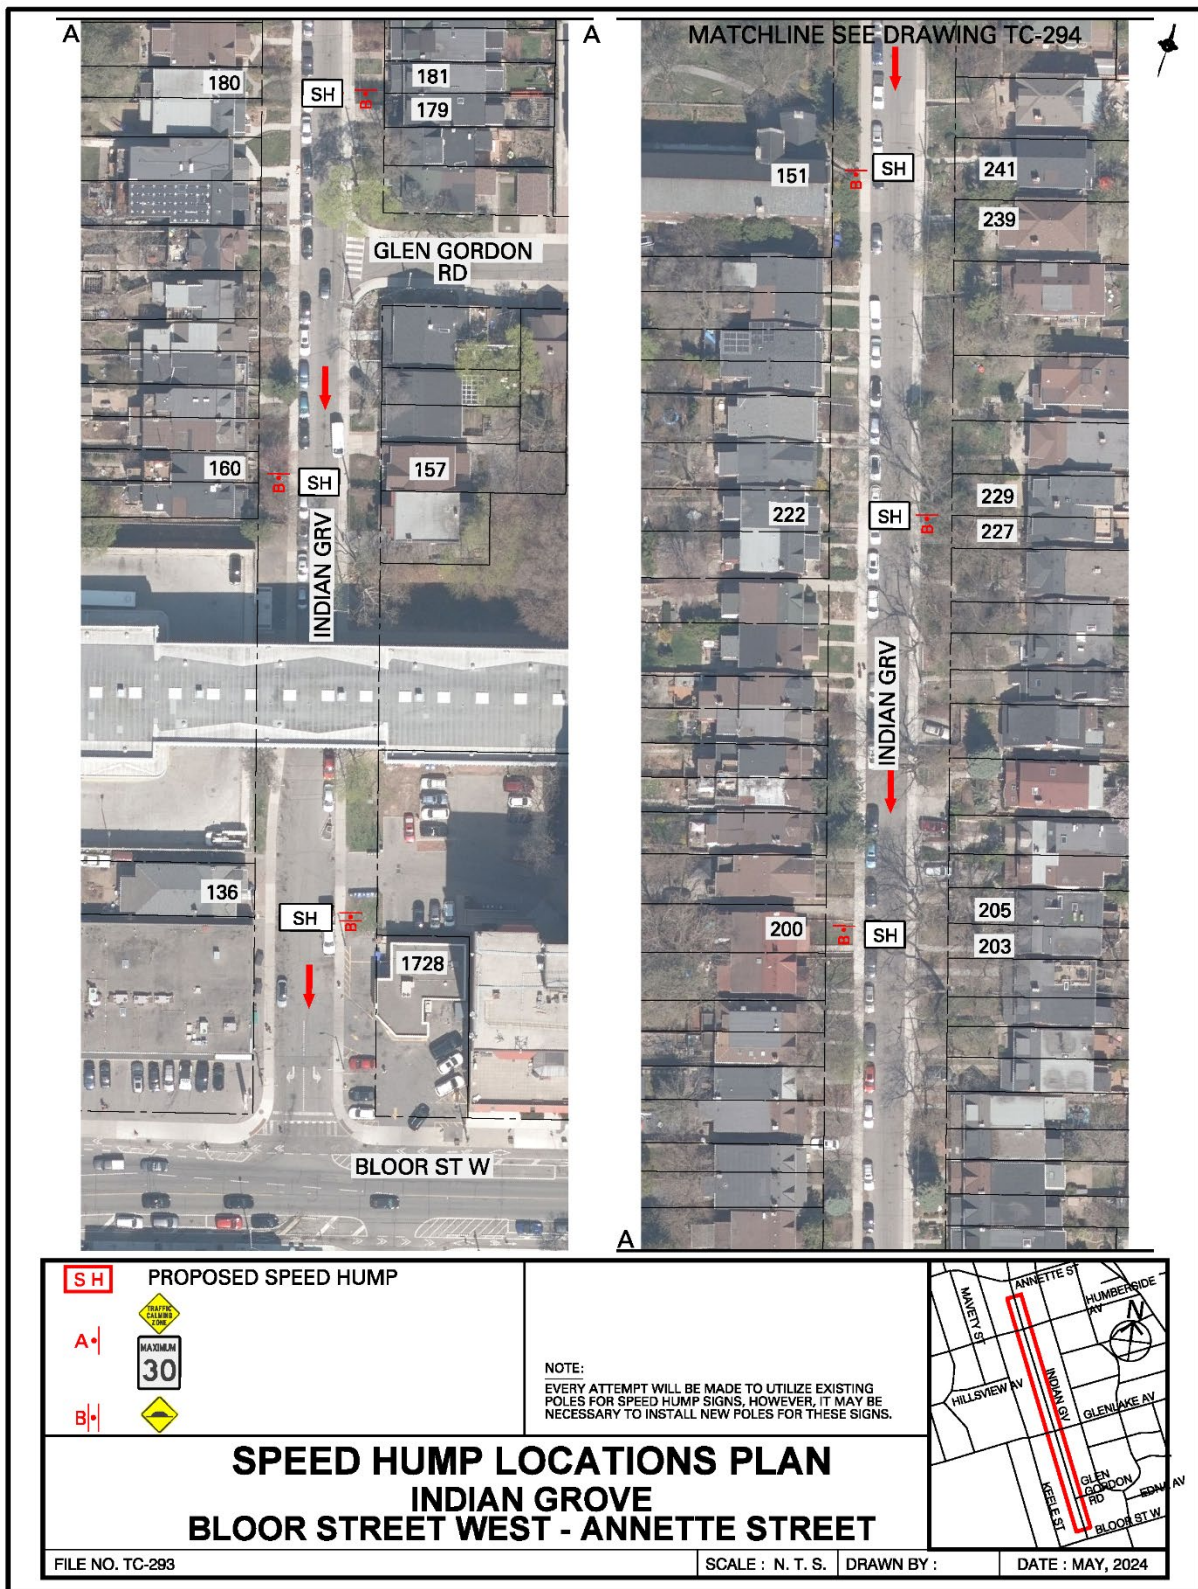 A
A
180
SH
B
181
179
GLEN GORDON
RD
160
B
SH
157
INDIAN GRV
136
SH
B
1728
BLOOR ST W
MATCHLINE SEE DRAWING TC-294
151
B
SH
241
239
222
SH
B
229
227
INDIAN GRV
200
B
SH
205
203
A
SH PROPOSED SPEED HUMP
TRAFFIC
CALMING
ZONE
A
MAXIMUM
30
B
NOTE:
EVERY ATTEMPT WILL BE MADE TO UTILIZE EXISTING
POLES FOR SPEED HUMP SIGNS, HOWEVER, IT MAY BE
NECESSARY TO INSTALL NEW POLES FOR THESE SIGNS.
ANNETTE ST
HUMBERSIDE
AV
MAVETY ST
N
HILLSVIEW AV
INDIAN GV
GLENLAKE AV
GLEN
GORDON
RD
EDNA AV
KEELE ST
BLOOR ST W
SPEED HUMP LOCATIONS PLAN
INDIAN GROVE
BLOOR STREET WEST - ANNETTE STREET
FILE NO. TC-293
SCALE : N. T. S.
DRAWN BY :
DATE : MAY, 2024